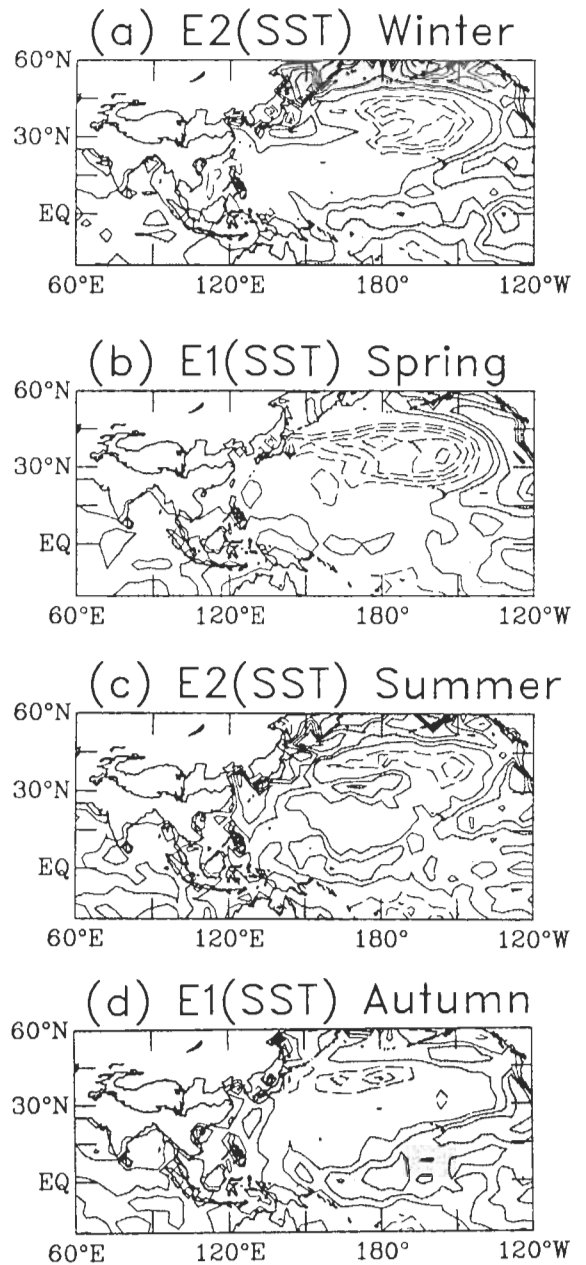 (a) E2(SST) Winter
60°N
30°N
EQ
60°E 120°E 180° 120°W
(b) E1(SST) Spring
60°N
30°N
EQ
60°E 120°E 180° 120°W
(c) E2(SST) Summer
60°N
30°N
EQ
60°E 120°E 180° 120°W
(d) E1(SST) Autumn
60°N
30°N
EQ
60°E 120°E 180° 120°W